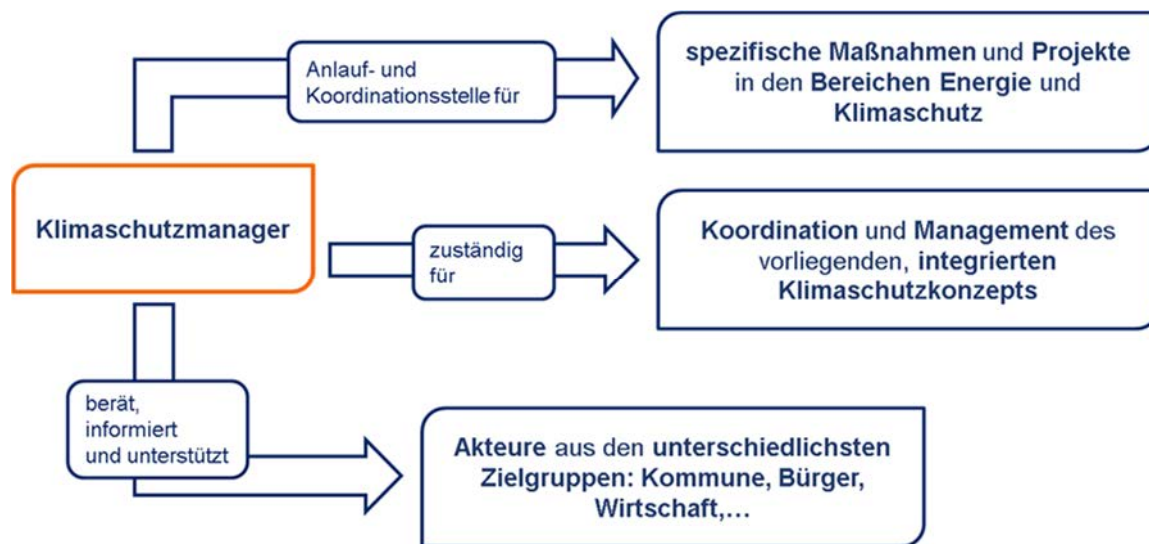 Anlauf- und
Koordinationsstelle für
spezifische Maßnahmen und Projekte
in den Bereichen Energie und
Klimaschutz
Klimaschutzmanager
zuständig
für
Koordination und Management des
vorliegenden, integrierten
Klimaschutzkonzepts
berät,
informiert
und unterstützt
Akteure aus den unterschiedlichsten
Zielgruppen: Kommune, Bürger,
Wirtschaft,…